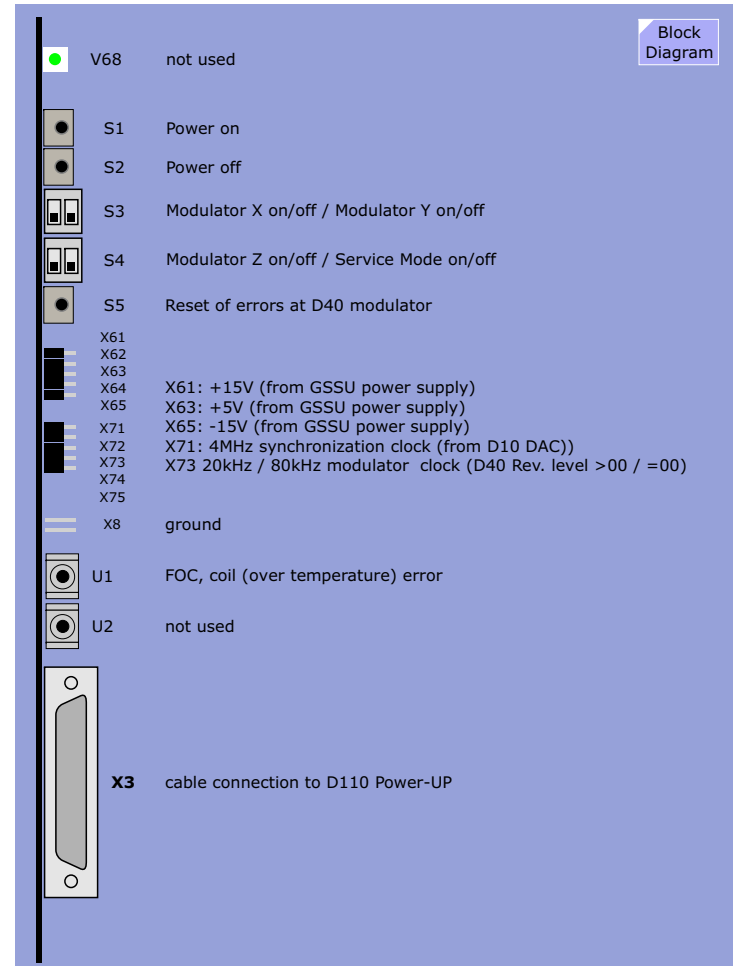 Block
Diagram
V68 not used
S1 Power on
S2 Power off
S3 Modulator X on/off / Modulator Y on/off
S4 Modulator Z on/off / Service Mode on/off
S5 Reset of errors at D40 modulator
X61
X62
X63
X64 X61: +15V (from GSSU power supply)
X65 X63: +5V (from GSSU power supply)
X71 X65: -15V (from GSSU power supply)
X72 X71: 4MHz synchronization clock (from D10 DAC))
X73 X73 20kHz / 80kHz modulator clock (D40 Rev. level >00 / =00)
X74
X75
X8 ground
U1 FOC, coil (over temperature) error
U2 not used
X3 cable connection to D110 Power-UP